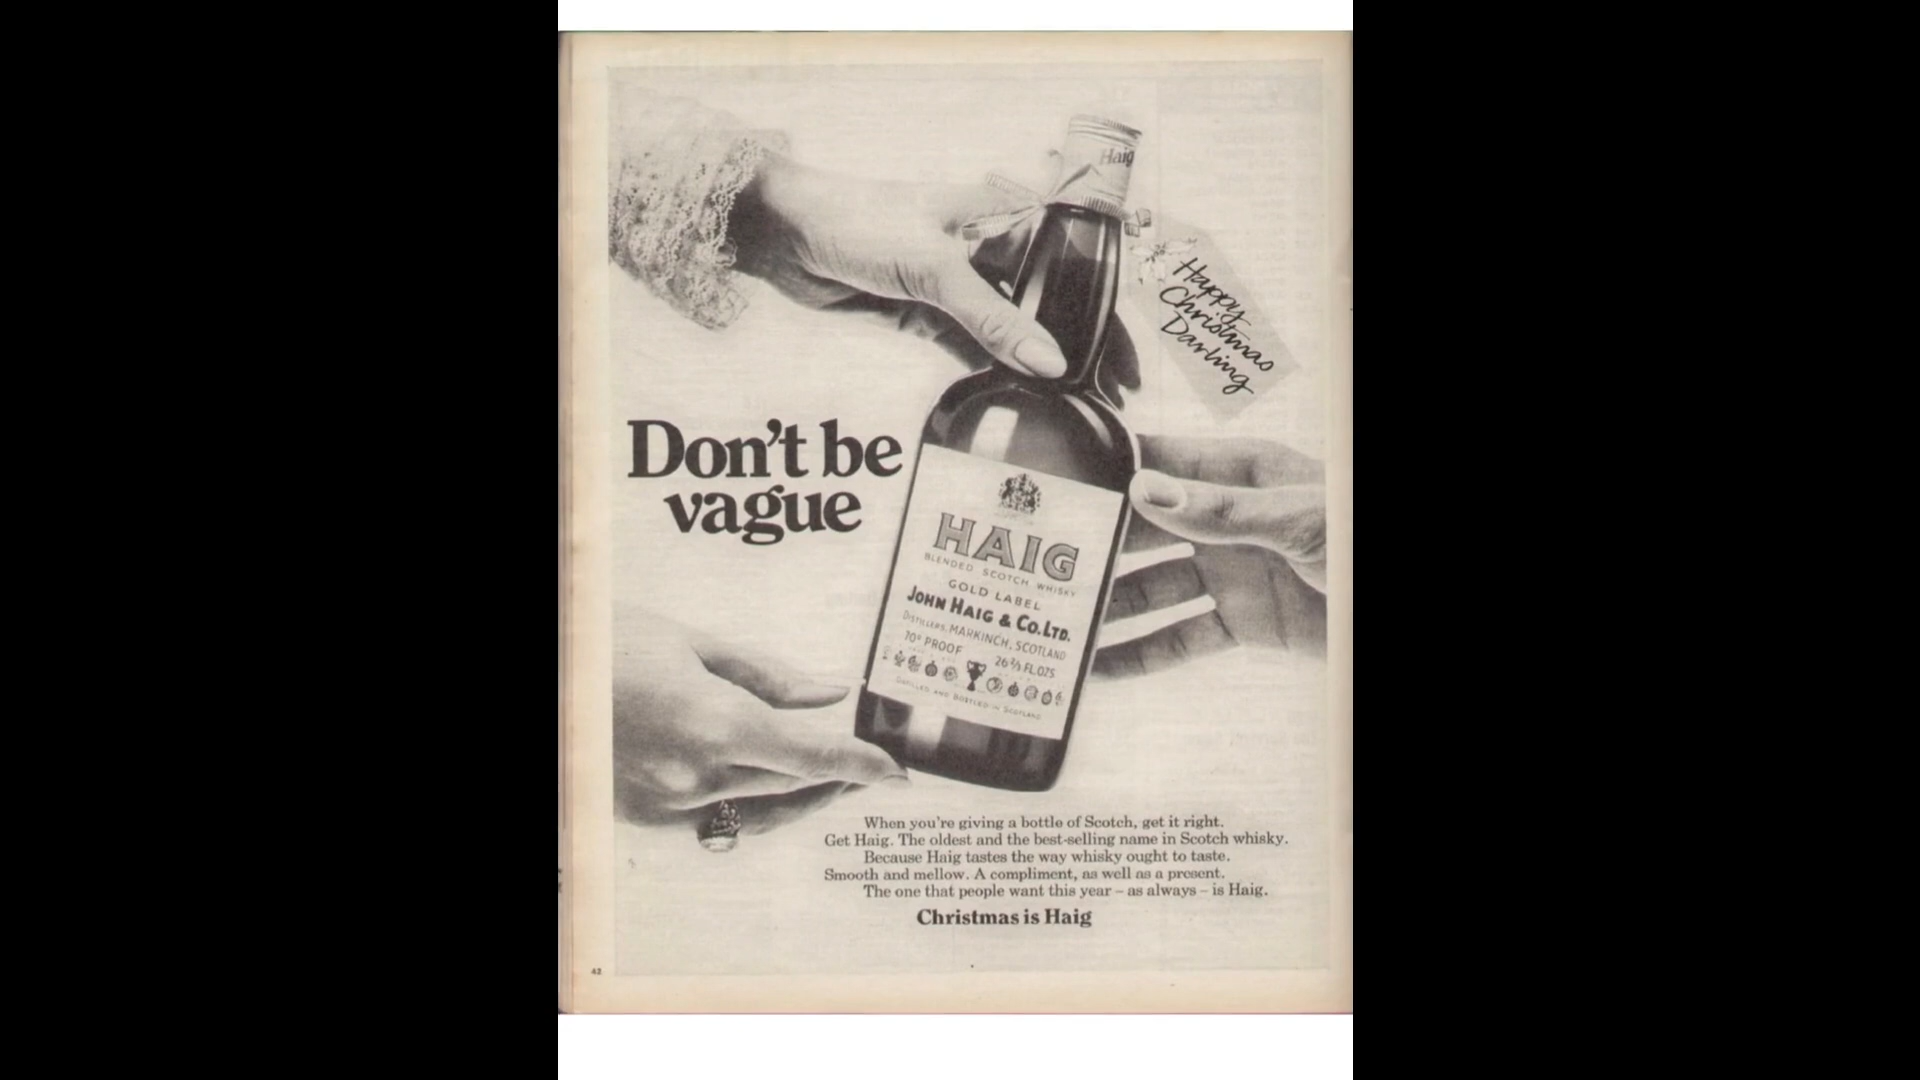 Haig
Happy
Christmas
Darling
Don't be
vague
HAIG
BLENDED SCOTCH WHISKY
GOLD LABEL
JOHN HAIG & CO. LTD.
DISTILLERS, MARKINCH, SCOTLAND
70° PROOF 26 ⅔ FL.OZS
DISTILLED AND BOTTLED IN SCOTLAND
When you're giving a bottle of Scotch, get it right.
Get Haig. The oldest and the best-selling name in Scotch whisky.
Because Haig tastes the way whisky ought to taste.
Smooth and mellow. A compliment, as well as a present.
The one that people want this year – as always – is Haig.
Christmas is Haig
42